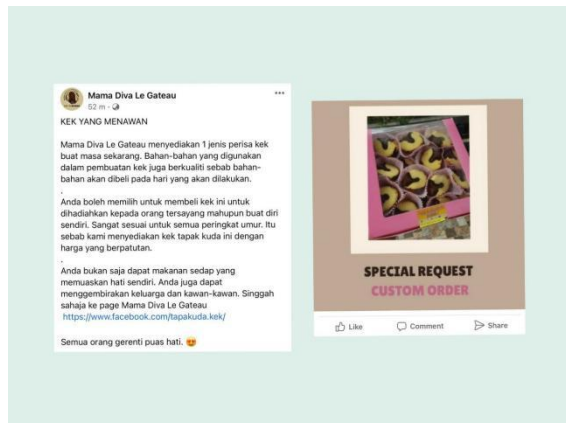 Mama Diva Le Gateau
52 m
KEK YANG MENAWAN
Mama Diva Le Gateau menyediakan 1 jenis perisa kek
buat masa sekarang. Bahan-bahan yang digunakan
dalam pembuatan kek juga berkualiti sebab bahan-
bahan akan dibeli pada hari yang akan dilakukan.
.
Anda boleh memilih untuk membeli kek ini untuk
dihadiahkan kepada orang tersayang mahupun buat diri
sendiri. Sangat sesuai untuk semua peringkat umur. Itu
sebab kami menyediakan kek tapak kuda ini dengan
harga yang berpatutan.
.
Anda bukan saja dapat makanan sedap yang
memuaskan hati sendiri. Anda juga dapat
menggembirakan keluarga dan kawan-kawan. Singgah
sahaja ke page Mama Diva Le Gateau
https://www.facebook.com/tapakuda.kek/
Semua orang gerenti puas hati. 😍
SPECIAL REQUEST
CUSTOM ORDER
Like Comment Share